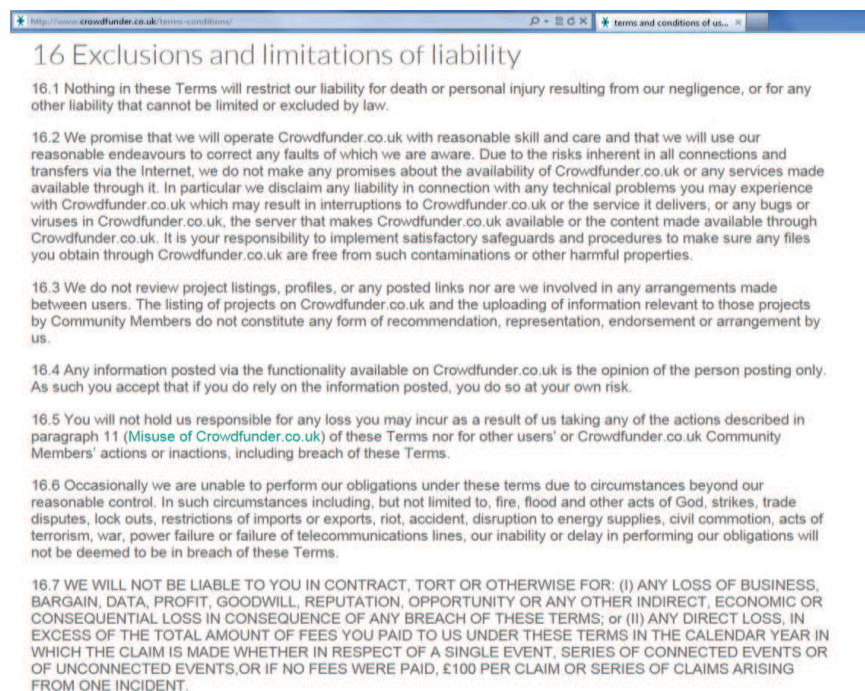 http://www.crowdfunder.co.uk/terms-conditions/
terms and conditions of us...
16 Exclusions and limitations of liability
16.1 Nothing in these Terms will restrict our liability for death or personal injury resulting from our negligence, or for any
other liability that cannot be limited or excluded by law.
16.2 We promise that we will operate Crowdfunder.co.uk with reasonable skill and care and that we will use our
reasonable endeavours to correct any faults of which we are aware. Due to the risks inherent in all connections and
transfers via the Internet, we do not make any promises about the availability of Crowdfunder.co.uk or any services made
available through it. In particular we disclaim any liability in connection with any technical problems you may experience
with Crowdfunder.co.uk which may result in interruptions to Crowdfunder.co.uk or the service it delivers, or any bugs or
viruses in Crowdfunder.co.uk, the server that makes Crowdfunder.co.uk available or the content made available through
Crowdfunder.co.uk. It is your responsibility to implement satisfactory safeguards and procedures to make sure any files
you obtain through Crowdfunder.co.uk are free from such contaminations or other harmful properties.
16.3 We do not review project listings, profiles, or any posted links nor are we involved in any arrangements made
between users. The listing of projects on Crowdfunder.co.uk and the uploading of information relevant to those projects
by Community Members do not constitute any form of recommendation, representation, endorsement or arrangement by
us.
16.4 Any information posted via the functionality available on Crowdfunder.co.uk is the opinion of the person posting only.
As such you accept that if you do rely on the information posted, you do so at your own risk.
16.5 You will not hold us responsible for any loss you may incur as a result of us taking any of the actions described in
paragraph 11 (Misuse of Crowdfunder.co.uk) of these Terms nor for other users' or Crowdfunder.co.uk Community
Members' actions or inactions, including breach of these Terms.
16.6 Occasionally we are unable to perform our obligations under these terms due to circumstances beyond our
reasonable control. In such circumstances including, but not limited to, fire, flood and other acts of God, strikes, trade
disputes, lock outs, restrictions of imports or exports, riot, accident, disruption to energy supplies, civil commotion, acts of
terrorism, war, power failure or failure of telecommunications lines, our inability or delay in performing our obligations will
not be deemed to be in breach of these Terms.
16.7 WE WILL NOT BE LIABLE TO YOU IN CONTRACT, TORT OR OTHERWISE FOR: (I) ANY LOSS OF BUSINESS,
BARGAIN, DATA, PROFIT, GOODWILL, REPUTATION, OPPORTUNITY OR ANY OTHER INDIRECT, ECONOMIC OR
CONSEQUENTIAL LOSS IN CONSEQUENCE OF ANY BREACH OF THESE TERMS; or (II) ANY DIRECT LOSS, IN
EXCESS OF THE TOTAL AMOUNT OF FEES YOU PAID TO US UNDER THESE TERMS IN THE CALENDAR YEAR IN
WHICH THE CLAIM IS MADE WHETHER IN RESPECT OF A SINGLE EVENT, SERIES OF CONNECTED EVENTS OR
OF UNCONNECTED EVENTS,OR IF NO FEES WERE PAID, £100 PER CLAIM OR SERIES OF CLAIMS ARISING
FROM ONE INCIDENT.